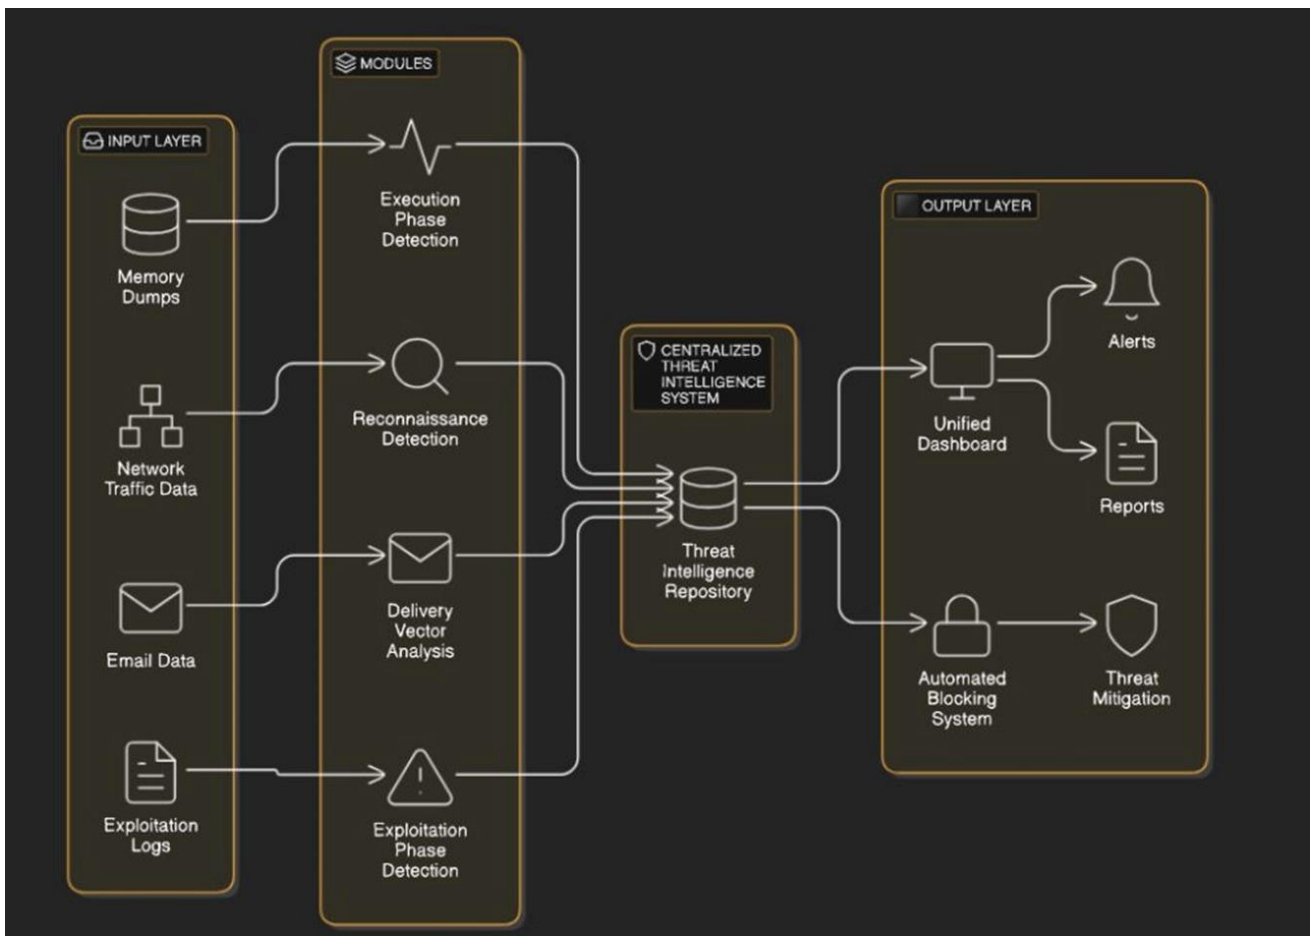 INPUT LAYER
Memory
Dumps
Network
Traffic Data
Email Data
Exploitation
Logs
MODULES
Execution
Phase
Detection
Reconnaissance
Detection
Delivery
Vector
Analysis
Exploitation
Phase
Detection
CENTRALIZED
THREAT
INTELLIGENCE
SYSTEM
Threat
Intelligence
Repository
OUTPUT LAYER
Unified
Dashboard
Alerts
Reports
Automated
Blocking
System
Threat
Mitigation